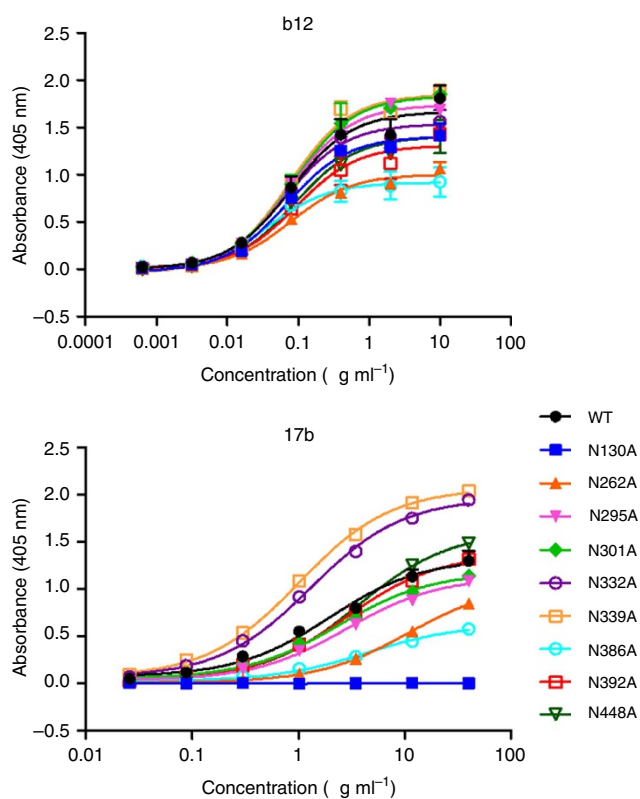 b12
2.5
2.0
1.5
1.0
0.5
0.0
–0.5
Absorbance (405 nm)
0.0001 0.001 0.01 0.1 1 10 100
Concentration ( g ml–1)
17b
2.5
2.0
1.5
1.0
0.5
0.0
–0.5
Absorbance (405 nm)
0.01 0.1 1 10 100
Concentration ( g ml–1)
WT
N130A
N262A
N295A
N301A
N332A
N339A
N386A
N392A
N448A